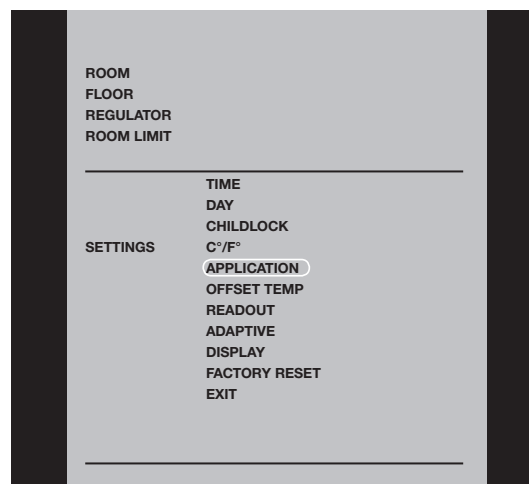 ROOM
FLOOR
REGULATOR
ROOM LIMIT
TIME
DAY
CHILDLOCK
SETTINGS C°/F°
APPLICATION
OFFSET TEMP
READOUT
ADAPTIVE
DISPLAY
FACTORY RESET
EXIT